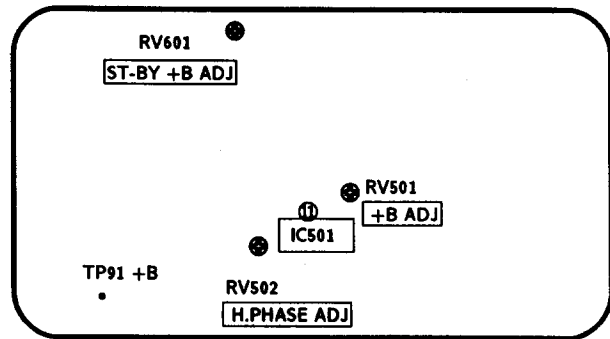 RV601
ST-BY +B ADJ
RV501
+B ADJ
11
IC501
TP91 +B
RV502
H.PHASE ADJ